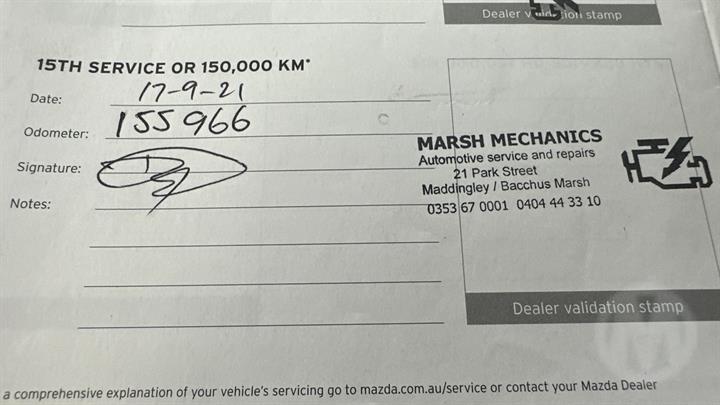 Dealer validation stamp
15TH SERVICE OR 150,000 KM*
Date: 17-9-21
Odometer: 155 966
Signature:
Notes:
MARSH MECHANICS
Automotive service and repairs
21 Park Street
Maddingley / Bacchus Marsh
0353 67 0001 0404 44 33 10
Dealer validation stamp
a comprehensive explanation of your vehicle's servicing go to mazda.com.au/service or contact your Mazda Dealer